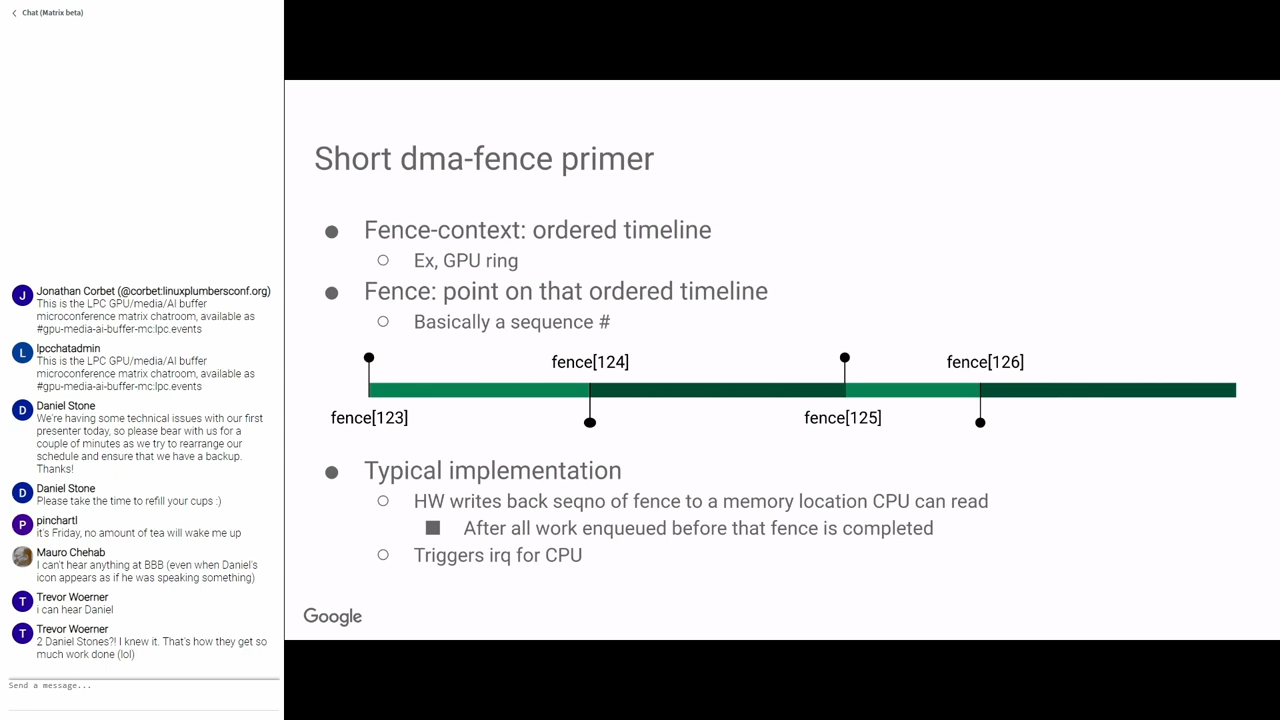 Chat (Matrix beta)
J
Jonathan Corbet (@corbet:linuxplumbersconf.org)
This is the LPC GPU/media/AI buffer
microconference matrix chatroom, available as
#gpu-media-ai-buffer-mc:lpc.events
L
lpcchatadmin
This is the LPC GPU/media/AI buffer
microconference matrix chatroom, available as
#gpu-media-ai-buffer-mc:lpc.events
D
Daniel Stone
We're having some technical issues with our first
presenter today, so please bear with us for a
couple of minutes as we try to rearrange our
schedule and ensure that we have a backup.
Thanks!
D
Daniel Stone
Please take the time to refill your cups :)
P
pinchartl
it's Friday, no amount of tea will wake me up
Mauro Chehab
I can't hear anything at BBB (even when Daniel's
icon appears as if he was speaking something)
T
Trevor Woerner
i can hear Daniel
T
Trevor Woerner
2 Daniel Stones?! I knew it. That's how they get so
much work done (lol)
Send a message...
Short dma-fence primer
● Fence-context: ordered timeline
○ Ex, GPU ring
● Fence: point on that ordered timeline
○ Basically a sequence #
fence[124]
fence[126]
fence[123]
fence[125]
● Typical implementation
○ HW writes back seqno of fence to a memory location CPU can read
■ After all work enqueued before that fence is completed
○ Triggers irq for CPU
Google